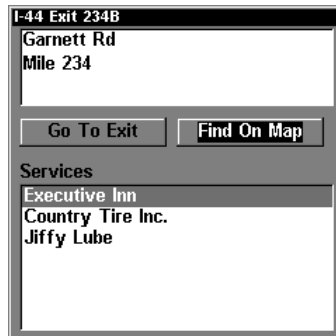 I-44 Exit 234B
Garnett Rd
Mile 234
Go To Exit Find On Map
Services
Executive Inn
Country Tire Inc.
Jiffy Lube